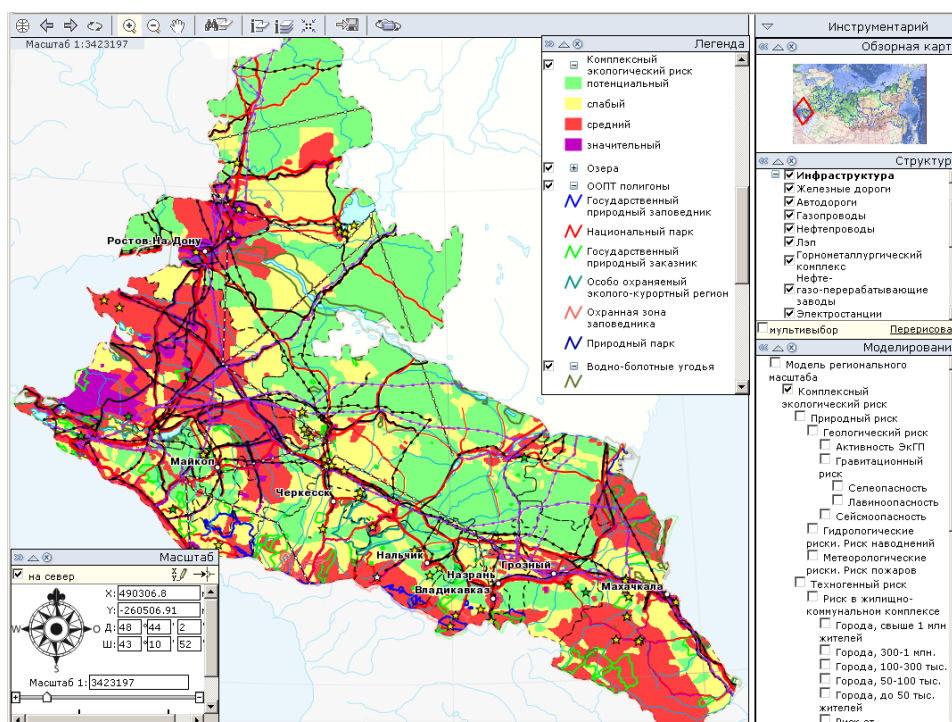 Масштаб 1:3423197
Ростов-На Дону
Майкоп
Черкесск
Нальчик
Назрань
Владикавказ
Грозный
Махачкала
Легенда
Комплексный
экологический риск
потенциальный
слабый
средний
значительный
Озера
ООПТ полигоны
Государственный
природный заповедник
Национальный парк
Государственный
природный заказник
Особо охраняемый
эколого-курортный регион
Охранная зона
заповедника
Природный парк
Водно-болотные угодья
Масштаб
на север
X: 490306.8
Y: -260506.91
Д: 48 ° 44 ' 2
Ш: 43 ° 10 ' 52
W
O
S
Масштаб 1: 3423197
Инструментарий
Обзорная карт
Структур
Инфраструктура
Железные дороги
Автодороги
Газопроводы
Нефтепроводы
Лэп
Горнометаллургический
комплекс
Нефте-
газо-перерабатывающие
заводы
Электростанции
мультивыбор Перерисова
Моделировани
Модель регионального
масштаба
Комплексный
экологический риск
Природный риск
Геологический риск
Активность ЭкГП
Гравитационный
риск
Селеопасность
Лавиноопасность
Сейсмоопасность
Гидрологические
риски. Риск наводнений
Метеорологические
риски. Риск пожаров
Техногенный риск
Риск в жилищно-
коммунальном комплексе
Города, свыше 1 млн
жителей
Города, 300-1 млн.
Города, 100-300 тыс.
Города, 50-100 тыс.
Города, до 50 тыс.
жителей
Риск от